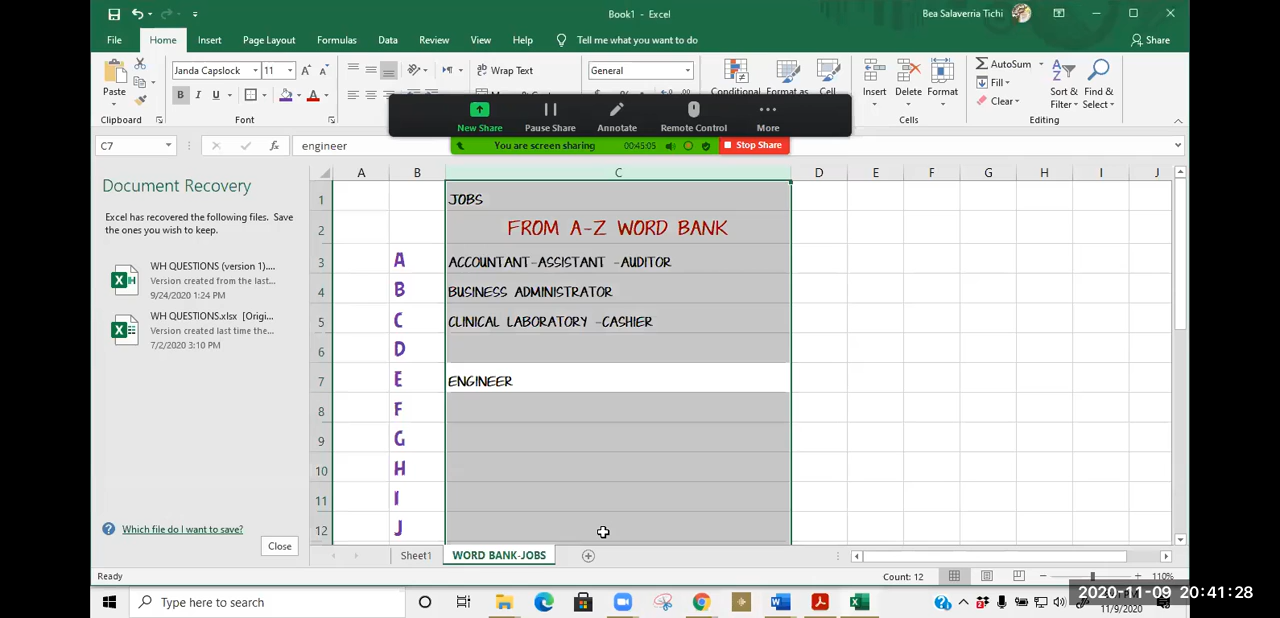 Book1 - Excel
Bea Salaverria Tichi
File Home Insert Page Layout Formulas Data Review View Help Tell me what you want to do Share
Paste
Clipboard
Janda Capslock 11
B I U
Font
Wrap Text
General
Conditional Format as Cell
Insert Delete Format
Cells
AutoSum
Fill
Clear
Sort & Filter
Find & Select
Editing
New Share Pause Share Annotate Remote Control More
You are screen sharing 00:45:05 Stop Share
C7 engineer
Document Recovery
Excel has recovered the following files. Save
the ones you wish to keep.
WH QUESTIONS (version 1)....
Version created from the last...
9/24/2020 1:24 PM
WH QUESTIONS.xlsx [Origi...
Version created last time the...
7/2/2020 3:10 PM
Which file do I want to save?
Close
A B C D E F G H I J
1 JOBS
2 FROM A-Z WORD BANK
3 A ACCOUNTANT-ASSISTANT -AUDITOR
4 B BUSINESS ADMINISTRATOR
5 C CLINICAL LABORATORY -CASHIER
6 D
7 E ENGINEER
8 F
9 G
10 H
11 I
12 J
Sheet1 WORD BANK-JOBS
Ready Count: 12 110%
Type here to search
2020-11-09 20:41:28
11/9/2020